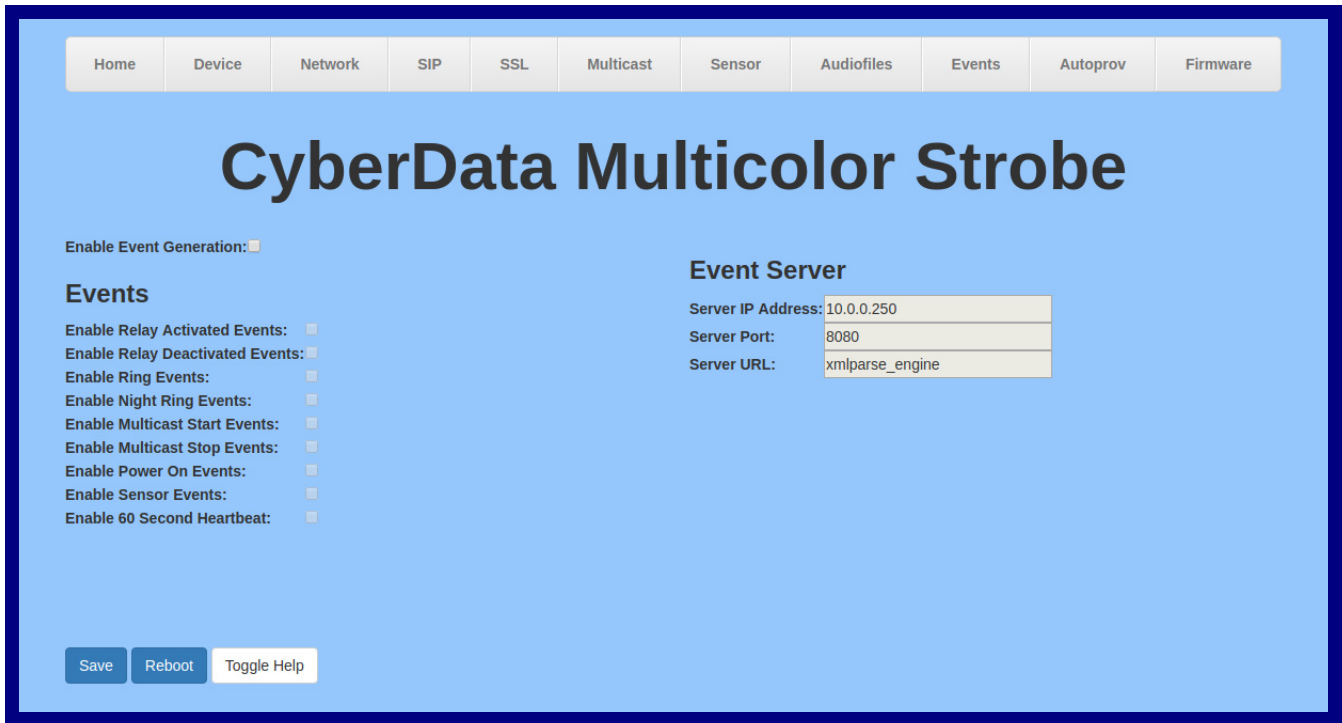 Home Device Network SIP SSL Multicast Sensor Audiofiles Events Autoprov Firmware
CyberData Multicolor Strobe
Enable Event Generation:
Events
Enable Relay Activated Events:
Enable Relay Deactivated Events:
Enable Ring Events:
Enable Night Ring Events:
Enable Multicast Start Events:
Enable Multicast Stop Events:
Enable Power On Events:
Enable Sensor Events:
Enable 60 Second Heartbeat:
Event Server
Server IP Address: 10.0.0.250
Server Port: 8080
Server URL: xmlparse_engine
Save Reboot Toggle Help